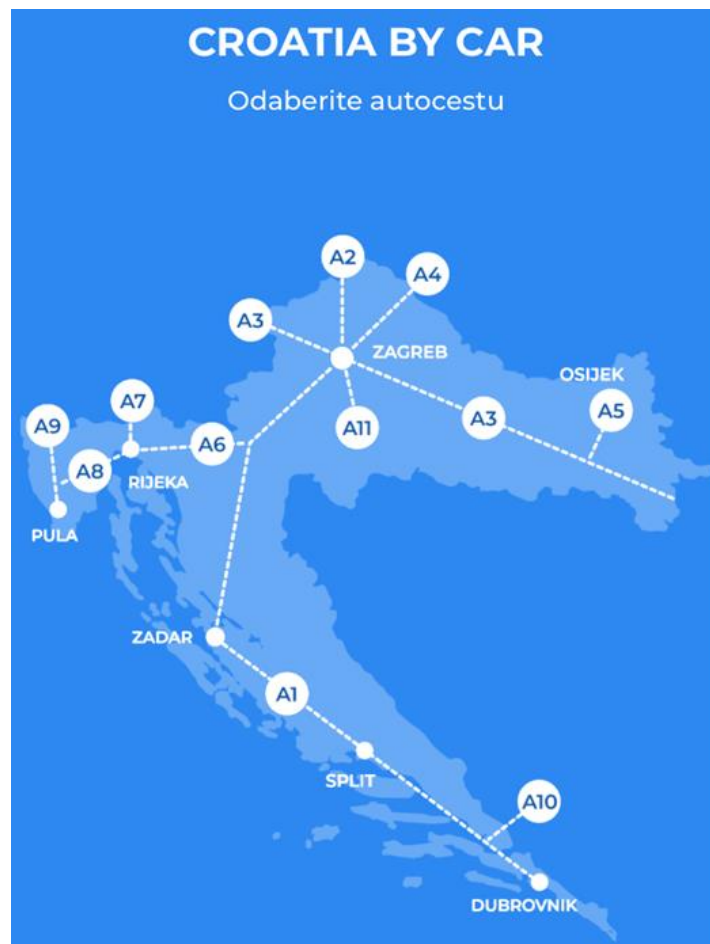 CROATIA BY CAR
Odaberite autocestu
A2
A4
A3
ZAGREB
OSIJEK
A7
A5
A9
A3
A11
A6
A8
RIJEKA
PULA
ZADAR
A1
SPLIT
A10
DUBROVNIK